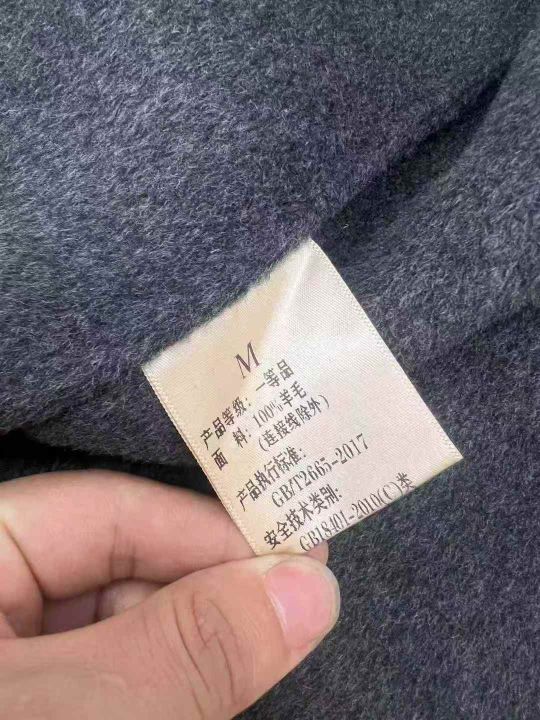 M
产品等级：一等品
面 料：100%羊毛
(连接线除外)
产品执行标准：
GB/T2665-2017
安全技术类别：
GB18401-2010(C)类